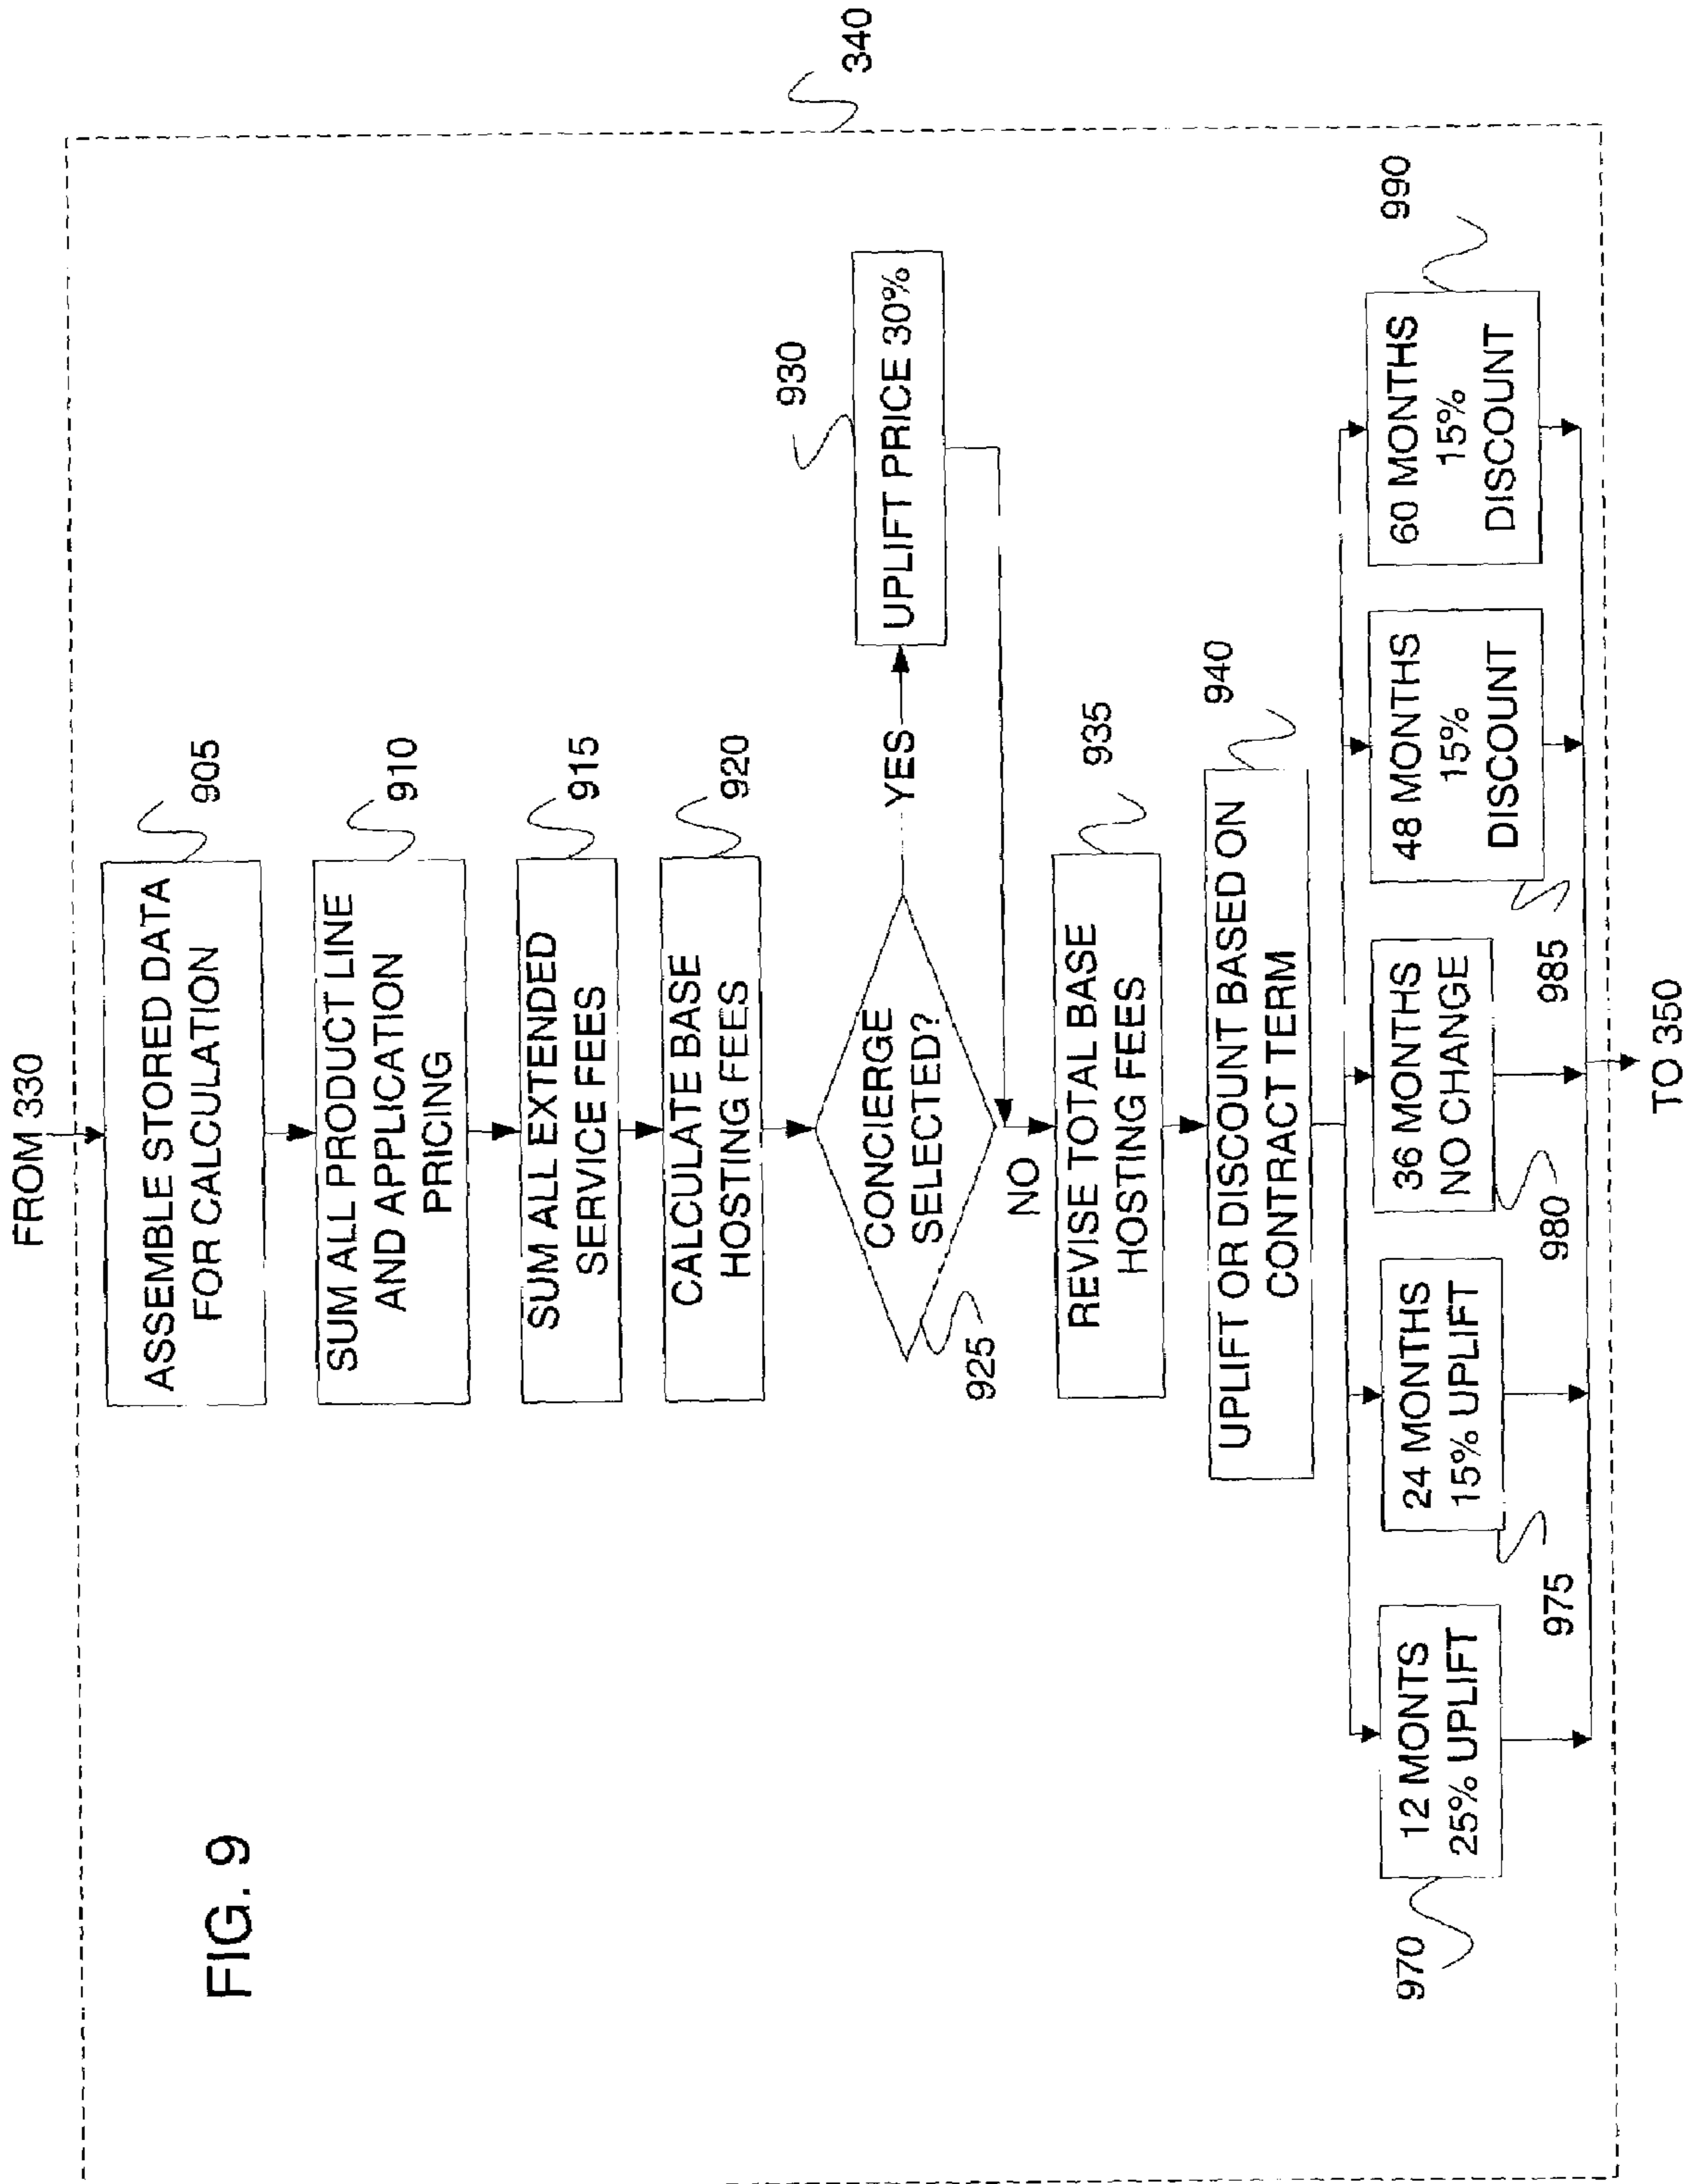 FIG. 9
FROM 330
340
ASSEMBLE STORED DATA
FOR CALCULATION
905
SUM ALL PRODUCT LINE
AND APPLICATION
PRICING
910
SUM ALL EXTENDED
SERVICE FEES
915
CALCULATE BASE
HOSTING FEES
920
CONCIERGE
SELECTED?
925
YES
UPLIFT PRICE 30%
930
NO
REVISE TOTAL BASE
HOSTING FEES
935
UPLIFT OR DISCOUNT BASED ON
CONTRACT TERM
940
12 MONTS
25% UPLIFT
970
24 MONTHS
15% UPLIFT
975
36 MONTHS
NO CHANGE
980
48 MONTHS
15%
DISCOUNT
985
60 MONTHS
15%
DISCOUNT
990
TO 350